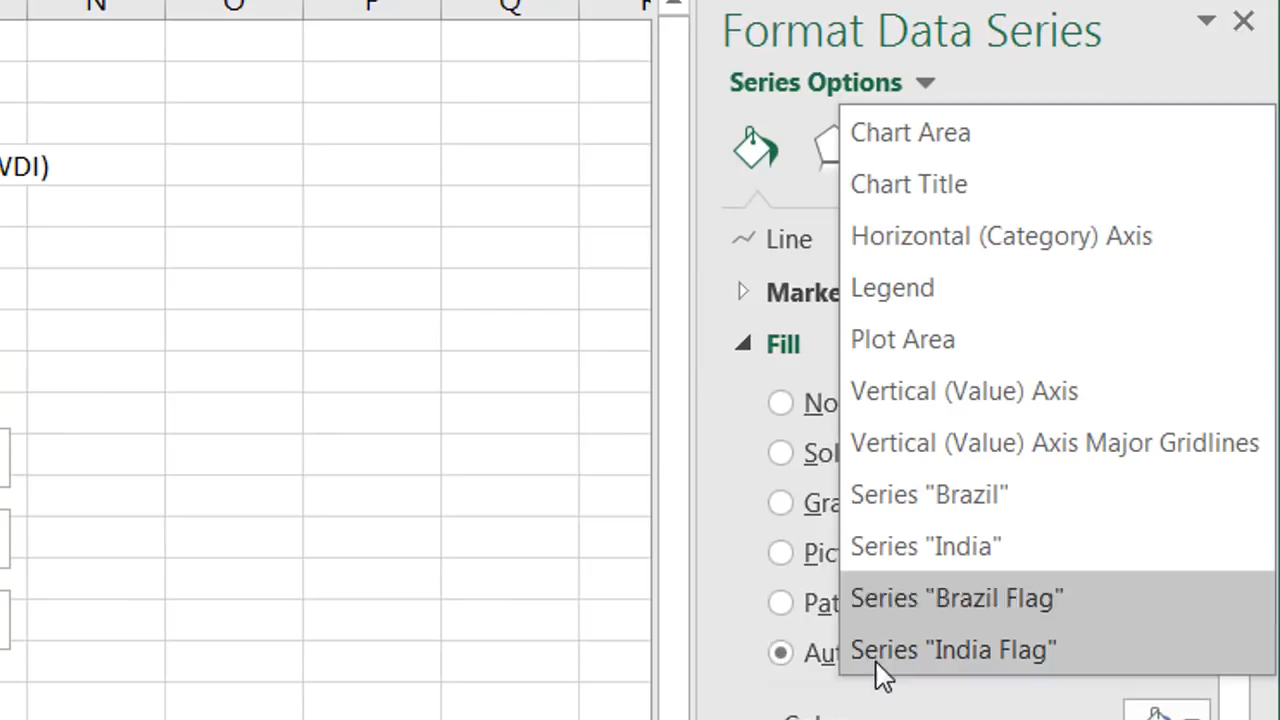 N O P Q
Format Data Series
Series Options
WDI)
Chart Area
Chart Title
Horizontal (Category) Axis
Line
Legend
Marke
Plot Area
Fill
Vertical (Value) Axis
No
Vertical (Value) Axis Major Gridlines
Sol
Series "Brazil"
Gra
Series "India"
Pic
Series "Brazil Flag"
Pat
Series "India Flag"
Aut